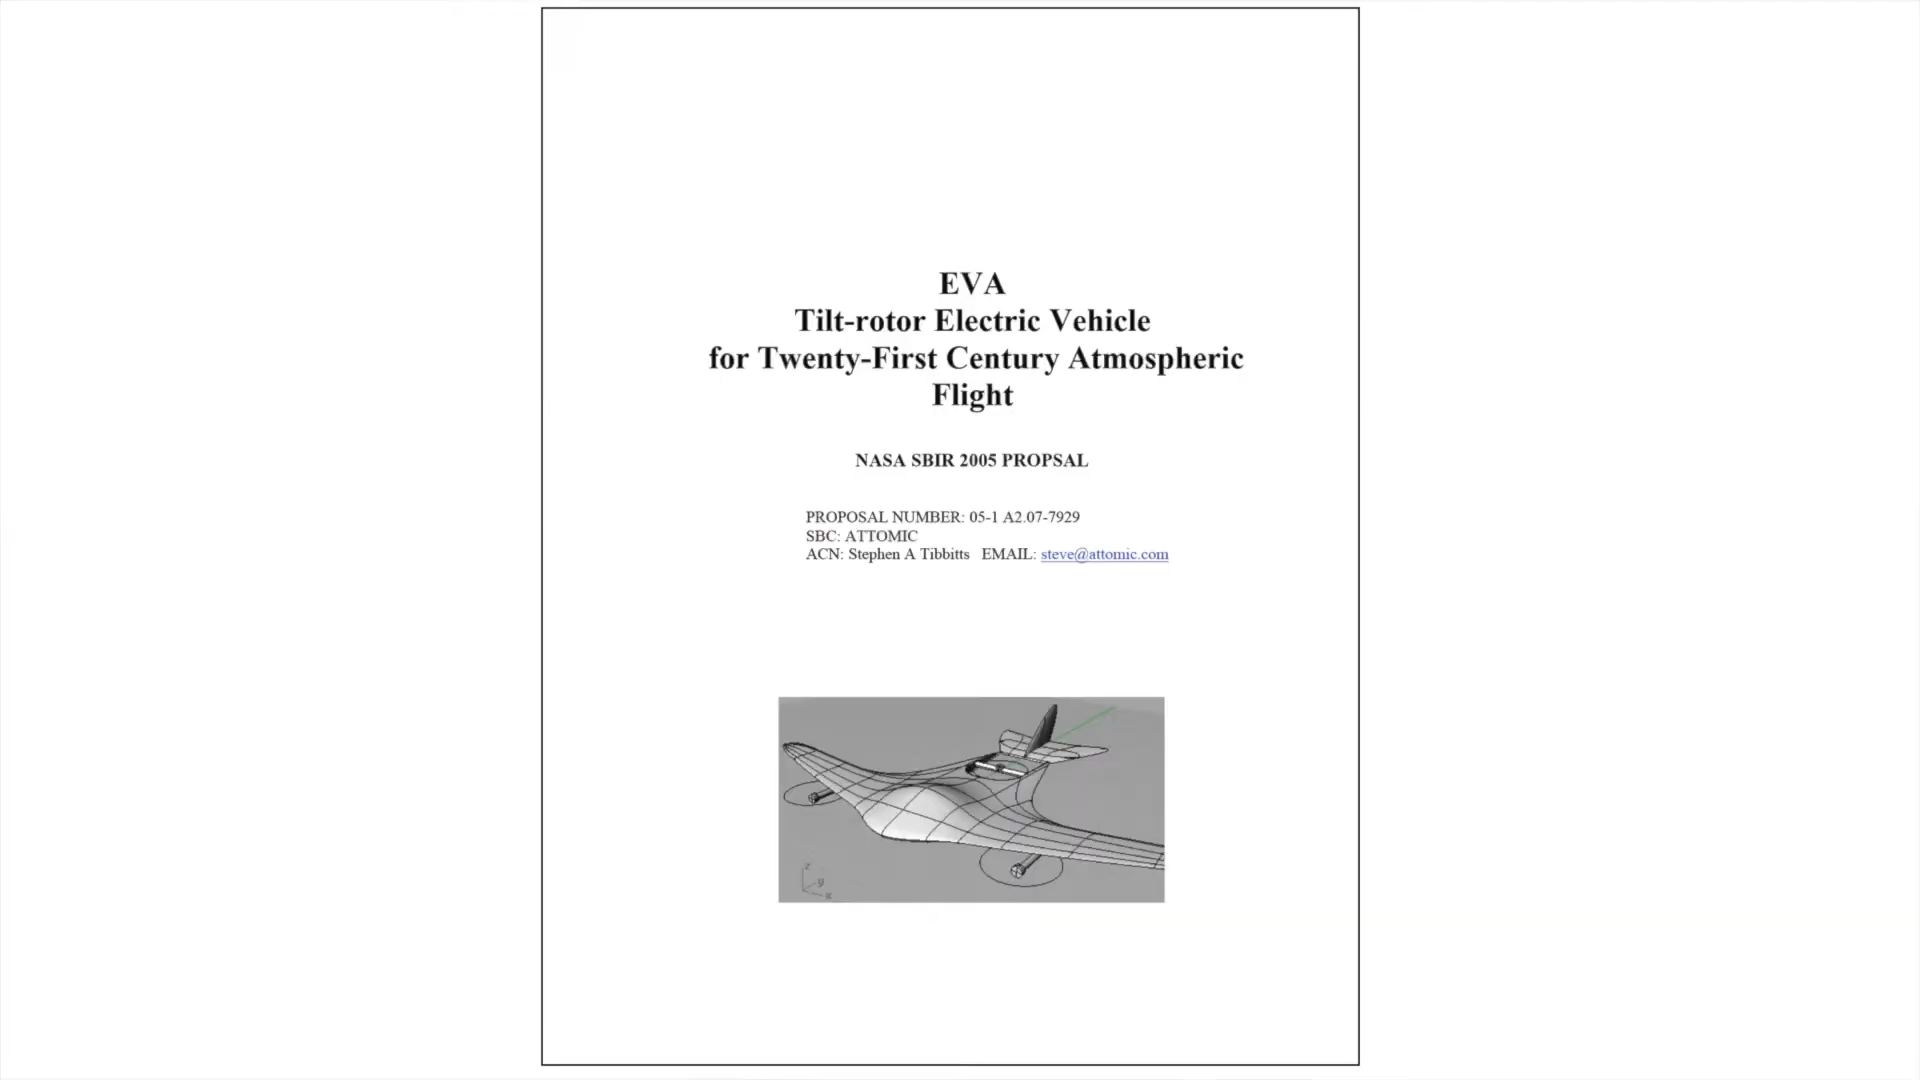 EVA
Tilt-rotor Electric Vehicle
for Twenty-First Century Atmospheric
Flight
NASA SBIR 2005 PROPSAL
PROPOSAL NUMBER: 05-1 A2.07-7929
SBC: ATTOMIC
ACN: Stephen A Tibbitts EMAIL: steve@attomic.com
z
y
x